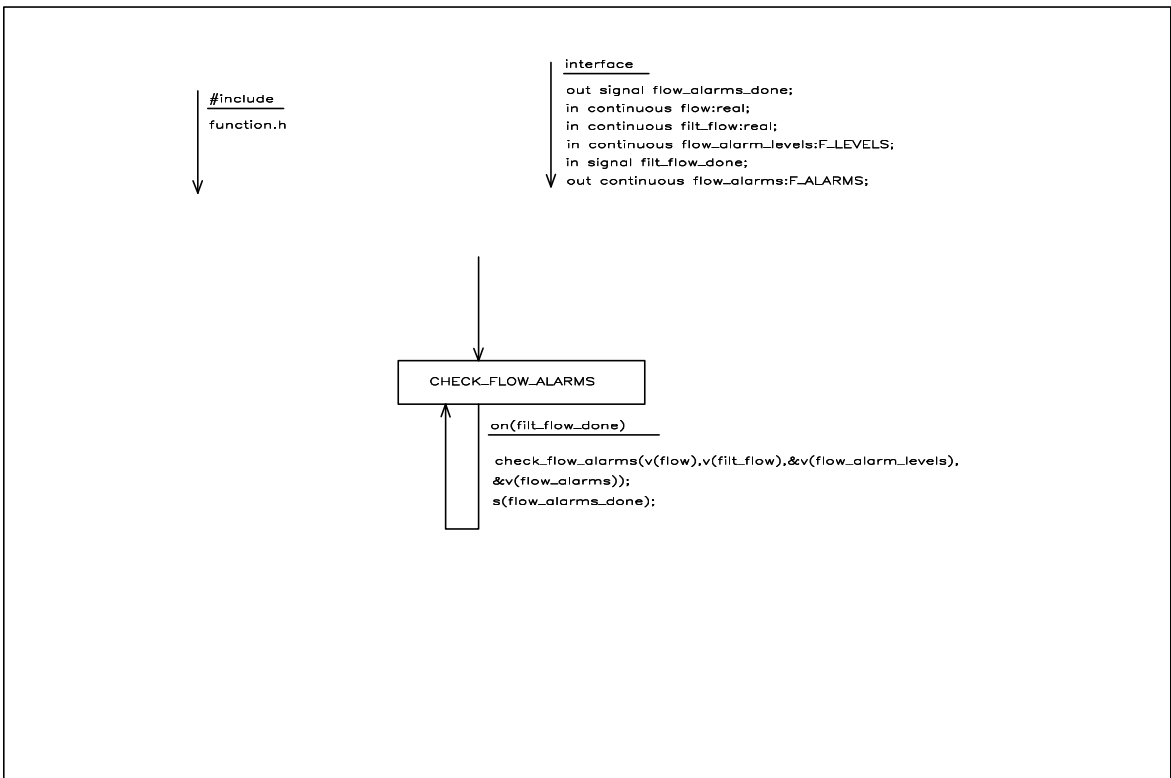 #include
function.h
interface
out signal flow_alarms_done;
in continuous flow:real;
in continuous filt_flow:real;
in continuous flow_alarm_levels:F_LEVELS;
in signal filt_flow_done;
out continuous flow_alarms:F_ALARMS;
CHECK_FLOW_ALARMS
on(filt_flow_done)
check_flow_alarms(v(flow),v(filt_flow),&v(flow_alarm_levels),
&v(flow_alarms));
s(flow_alarms_done);